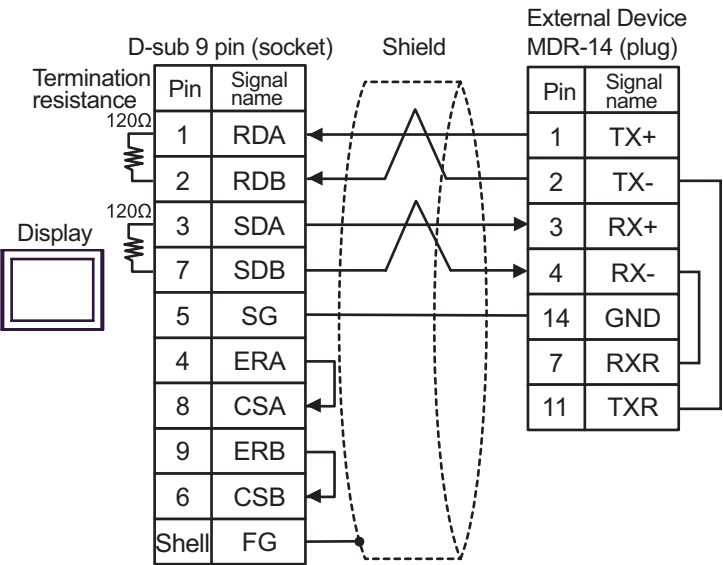 External Device
D-sub 9 pin (socket) Shield MDR-14 (plug)
Termination resistance
Pin Signal name
Pin Signal name
120Ω
1 RDA 1 TX+
2 RDB 2 TX-
120Ω
3 SDA 3 RX+
Display
7 SDB 4 RX-
5 SG 14 GND
4 ERA 7 RXR
8 CSA 11 TXR
9 ERB
6 CSB
Shell FG